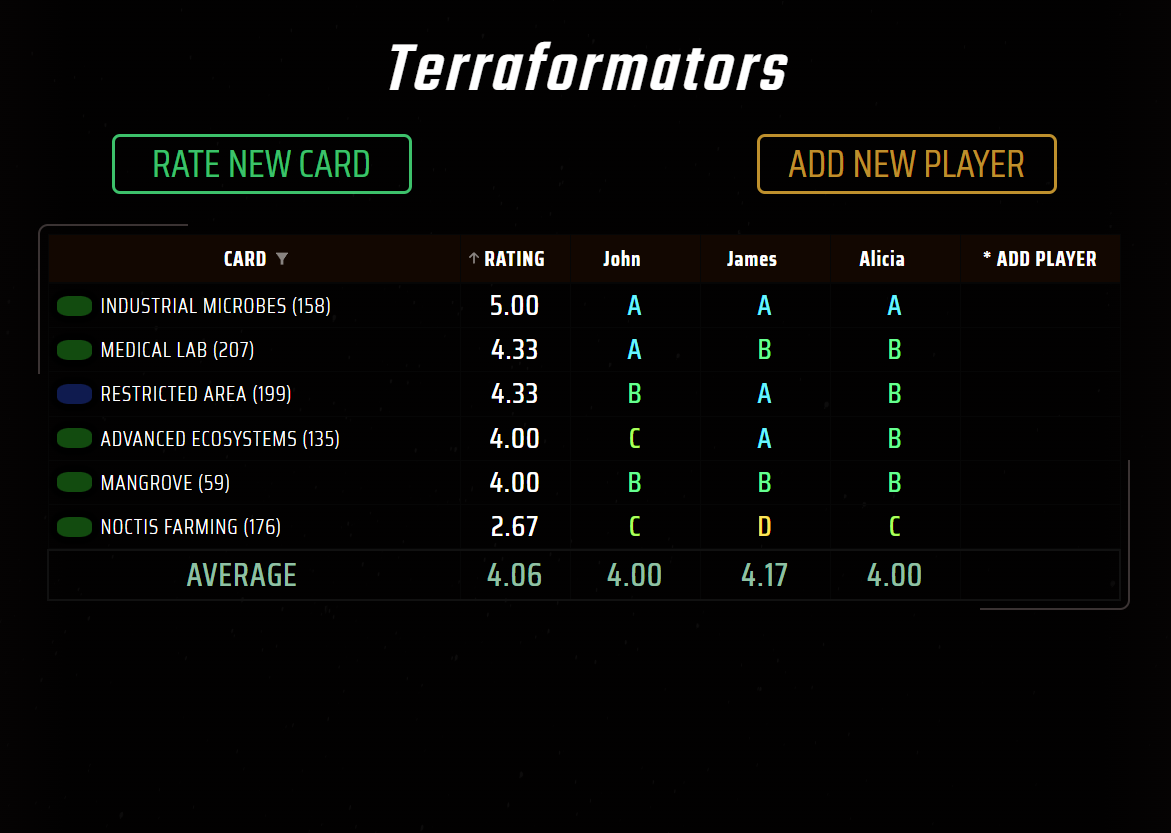 Terraformators
RATE NEW CARD ADD NEW PLAYER
CARD ↑ RATING John James Alicia * ADD PLAYER
INDUSTRIAL MICROBES (158) 5.00 A A A
MEDICAL LAB (207) 4.33 A B B
RESTRICTED AREA (199) 4.33 B A B
ADVANCED ECOSYSTEMS (135) 4.00 C A B
MANGROVE (59) 4.00 B B B
NOCTIS FARMING (176) 2.67 C D C
AVERAGE 4.06 4.00 4.17 4.00